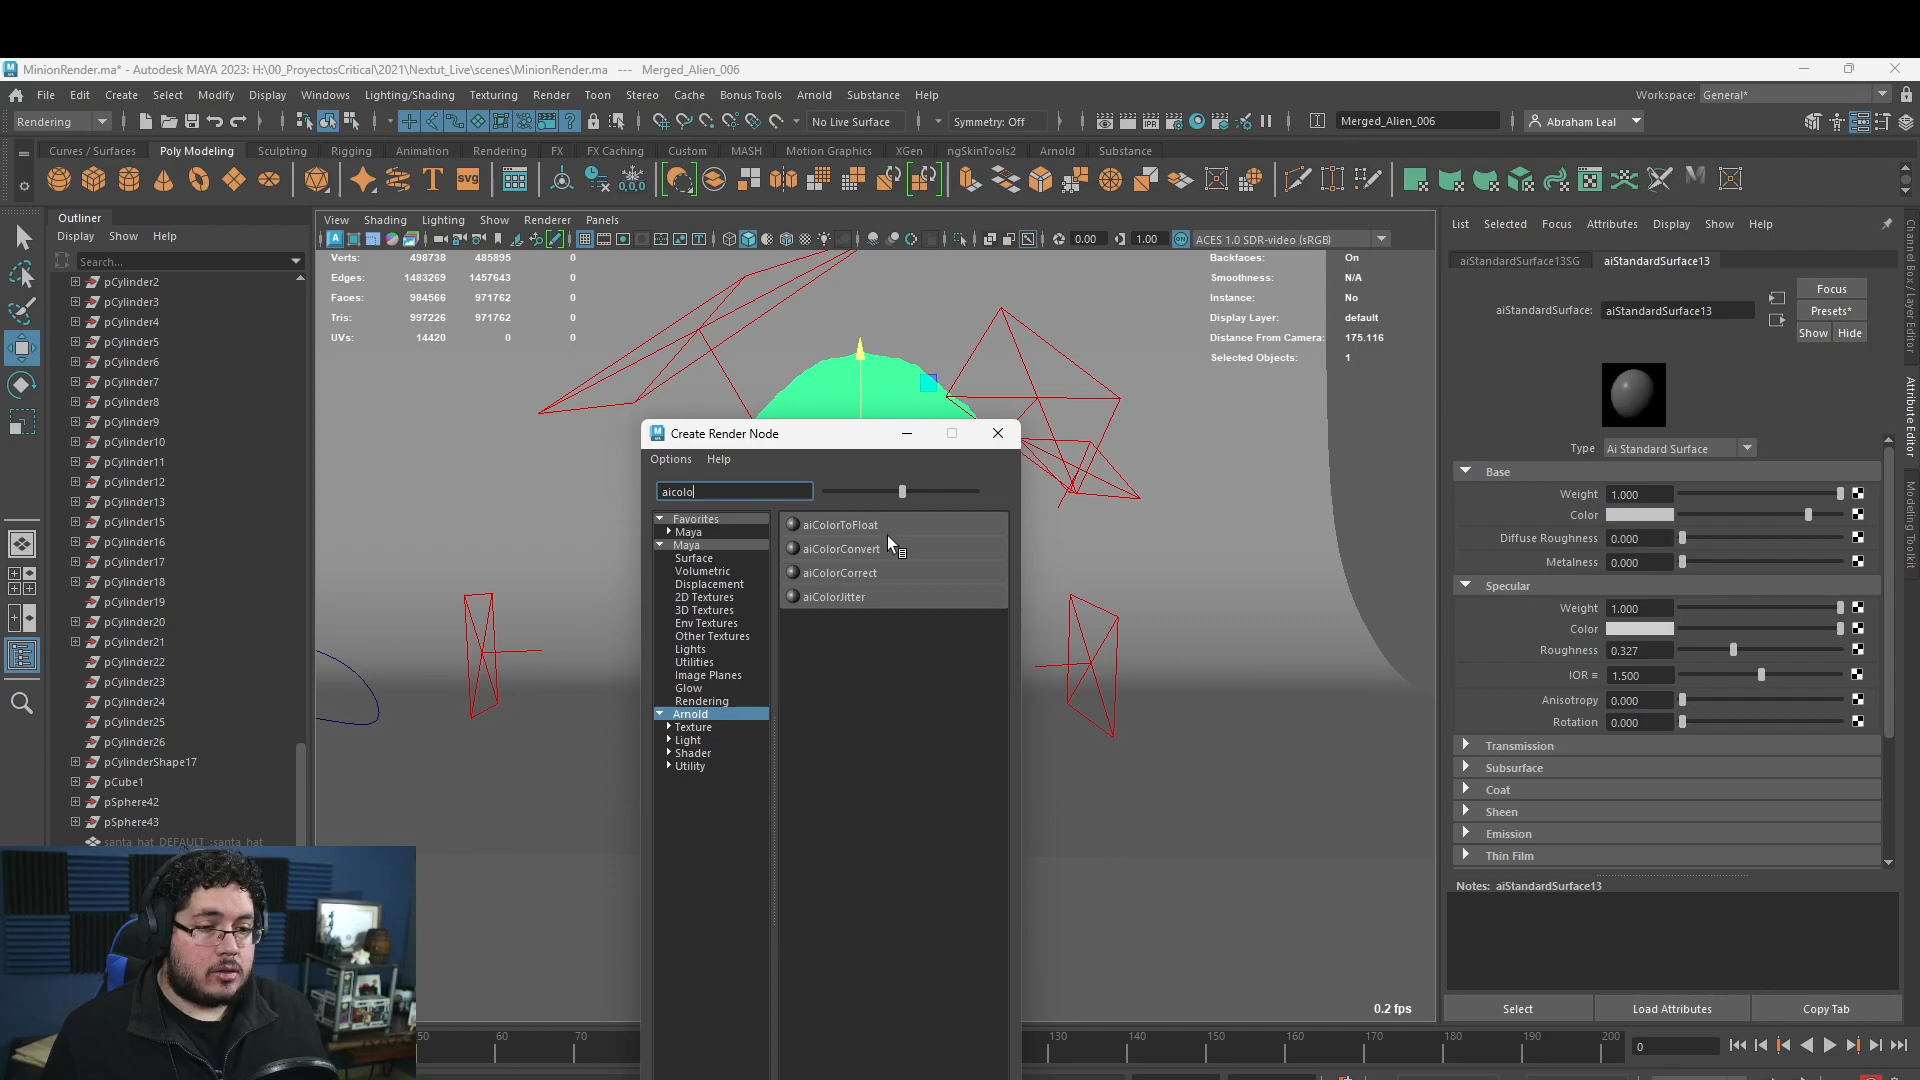 MinionRender.ma* - Autodesk MAYA 2023: H:\00_ProyectosCritical\2021\Nextut_Live\scenes\MinionRender.ma --- Merged_Alien_006
File Edit Create Select Modify Display Windows Lighting/Shading Texturing Render Toon Stereo Cache Bonus Tools Arnold Substance Help
Workspace: General*
Rendering No Live Surface Symmetry: Off Merged_Alien_006 Abraham Leal
Curves / Surfaces Poly Modeling Sculpting Rigging Animation Rendering FX FX Caching Custom MASH Motion Graphics XGen ngSkinTools2 Arnold Substance
Outliner
Display Show Help
Search...
pCylinder2
pCylinder3
pCylinder4
pCylinder5
pCylinder6
pCylinder7
pCylinder8
pCylinder9
pCylinder10
pCylinder11
pCylinder12
pCylinder13
pCylinder14
pCylinder15
pCylinder16
pCylinder17
pCylinder18
pCylinder19
pCylinder20
pCylinder21
pCylinder22
pCylinder23
pCylinder24
pCylinder25
pCylinder26
pCylinderShape17
pCube1
pSphere42
pSphere43
santa_hat_DEFAULT_:santa_hat
View Shading Lighting Show Renderer Panels
0.00 1.00 ACES 1.0 SDR-video (sRGB)
Verts: 498738 485895 0
Edges: 1483269 1457643 0
Faces: 984566 971762 0
Tris: 997226 971762 0
UVs: 14420 0 0
Backfaces: On
Smoothness: N/A
Instance: No
Display Layer: default
Distance From Camera: 175.116
Selected Objects: 1
Create Render Node
Options Help
aicolo
Favorites
Maya
Maya
Surface
Volumetric
Displacement
2D Textures
3D Textures
Env Textures
Other Textures
Lights
Utilities
Image Planes
Glow
Rendering
Arnold
Texture
Light
Shader
Utility
aiColorToFloat
aiColorConvert
aiColorCorrect
aiColorJitter
0.2 fps
50 60 70 130 140 150 160 170 180 190 200 0
List Selected Focus Attributes Display Show Help
aiStandardSurface13SG aiStandardSurface13
aiStandardSurface: aiStandardSurface13
Focus
Presets*
Show Hide
Type Ai Standard Surface
Base
Weight 1.000
Color
Diffuse Roughness 0.000
Metalness 0.000
Specular
Weight 1.000
Color
Roughness 0.327
IOR = 1.500
Anisotropy 0.000
Rotation 0.000
Transmission
Subsurface
Coat
Sheen
Emission
Thin Film
Notes: aiStandardSurface13
Select Load Attributes Copy Tab
Channel Box / Layer Editor
Attribute Editor
Modeling Toolkit